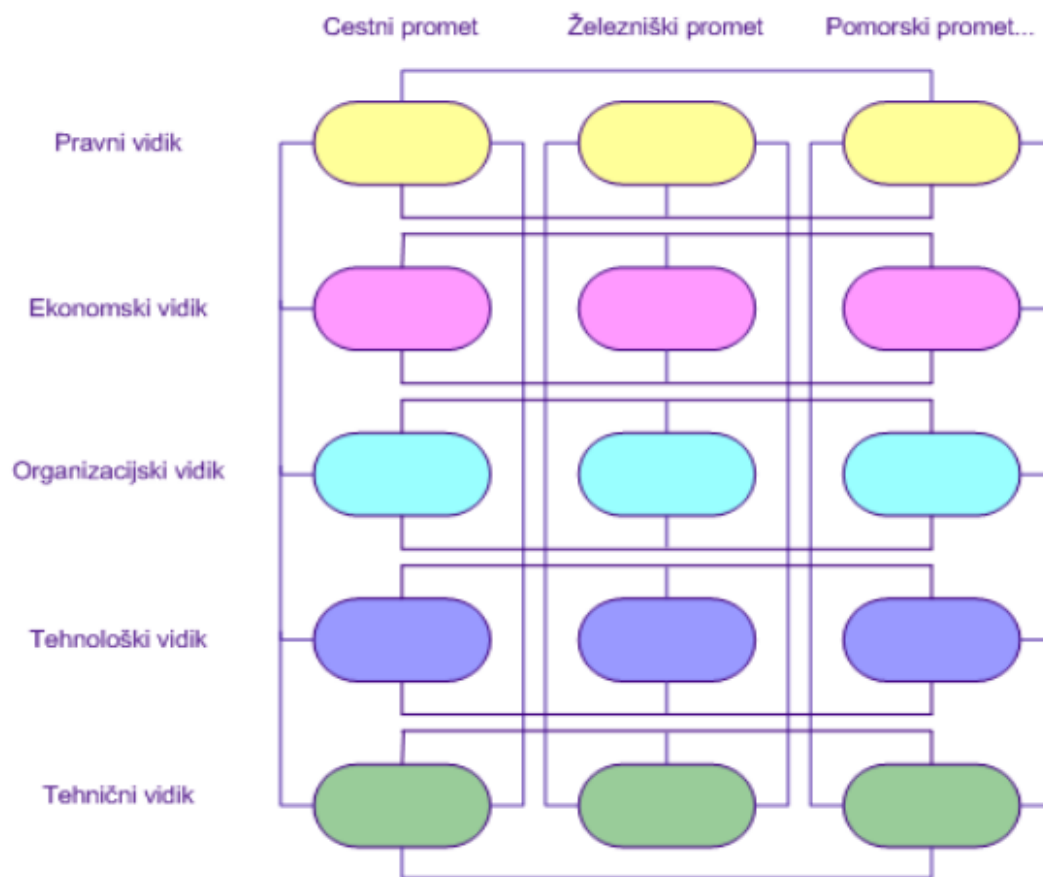 Cestni promet
Železniški promet
Pomorski promet...
Pravni vidik
Ekonomski vidik
Organizacijski vidik
Tehnološki vidik
Tehnični vidik